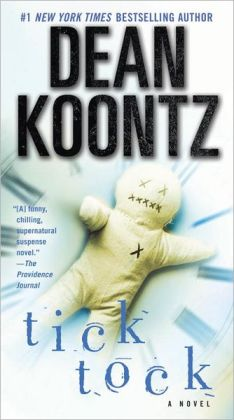 #1 NEW YORK TIMES BESTSELLING AUTHOR
DEAN
KOONTZ
"[A] funny,
chilling,
supernatural
suspense
novel."
—The
Providence
Journal
tick
tock
A NOVEL